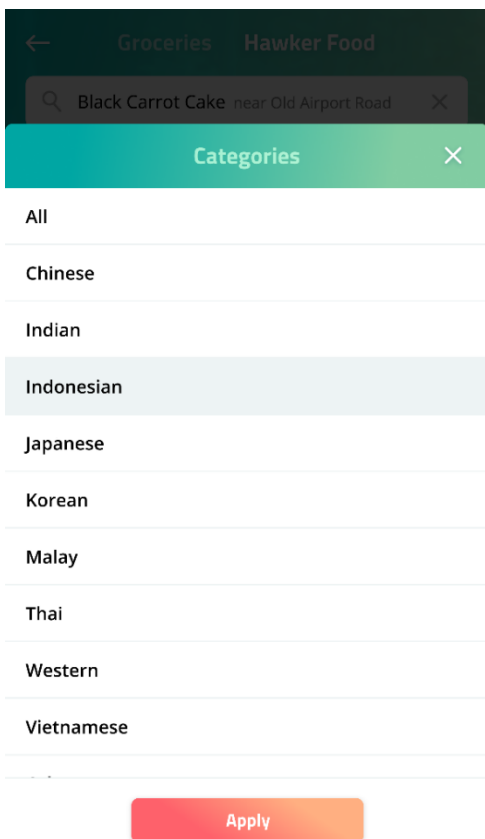 Groceries Hawker Food
Black Carrot Cake near Old Airport Road
Categories
All
Chinese
Indian
Indonesian
Japanese
Korean
Malay
Thai
Western
Vietnamese
Apply